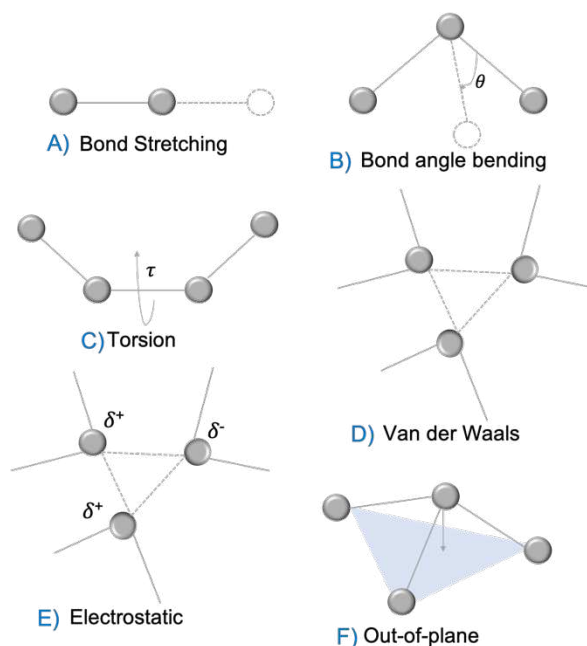 θ
A) Bond Stretching
B) Bond angle bending
τ
C) Torsion
D) Van der Waals
δ+
δ-
δ+
E) Electrostatic
F) Out-of-plane